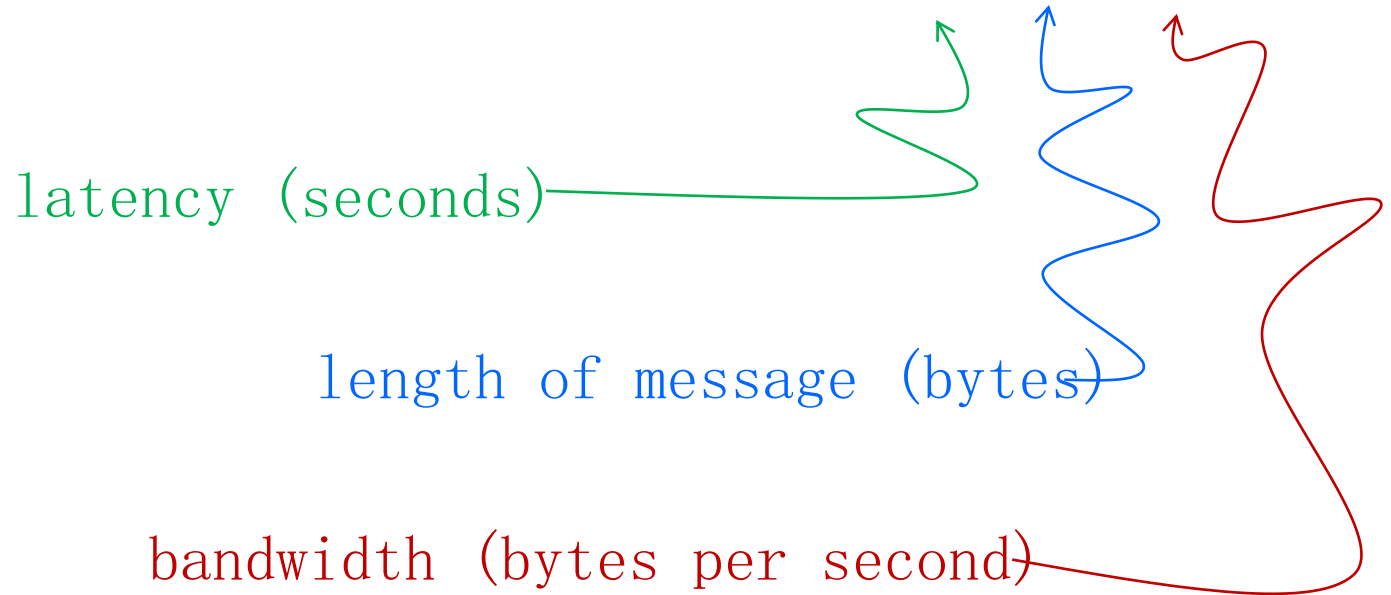 latency (seconds)
length of message (bytes)
bandwidth (bytes per second)